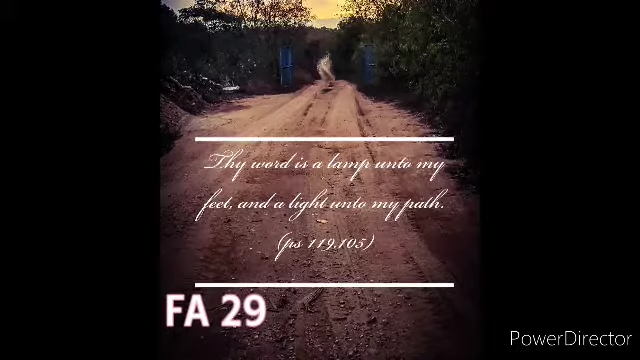 Thy word is a lamp unto my
feet, and a light unto my path.
(ps 119.105)
FA 29
PowerDirector